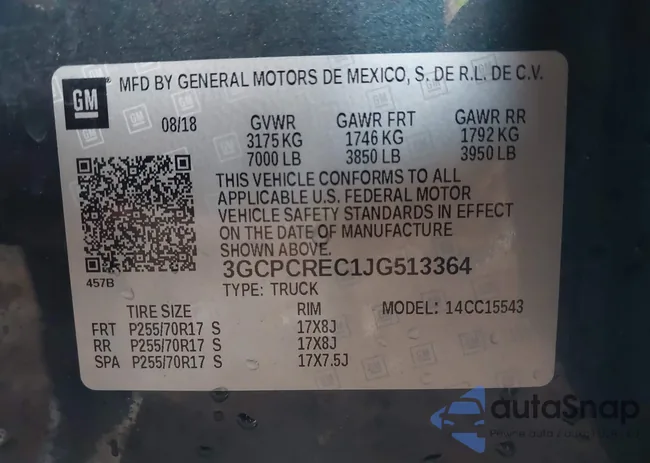 GM
MFD BY GENERAL MOTORS DE MEXICO, S. DE R.L. DE C.V.
08/18 GVWR GAWR FRT GAWR RR
3175 KG 1746 KG 1792 KG
7000 LB 3850 LB 3950 LB
THIS VEHICLE CONFORMS TO ALL
APPLICABLE U.S. FEDERAL MOTOR
VEHICLE SAFETY STANDARDS IN EFFECT
ON THE DATE OF MANUFACTURE
SHOWN ABOVE.
3GCPCREC1JG513364
457B
TYPE: TRUCK
TIRE SIZE RIM MODEL: 14CC15543
FRT P255/70R17 S 17X8J
RR P255/70R17 S 17X8J
SPA P255/70R17 S 17X7.5J
autoSnap